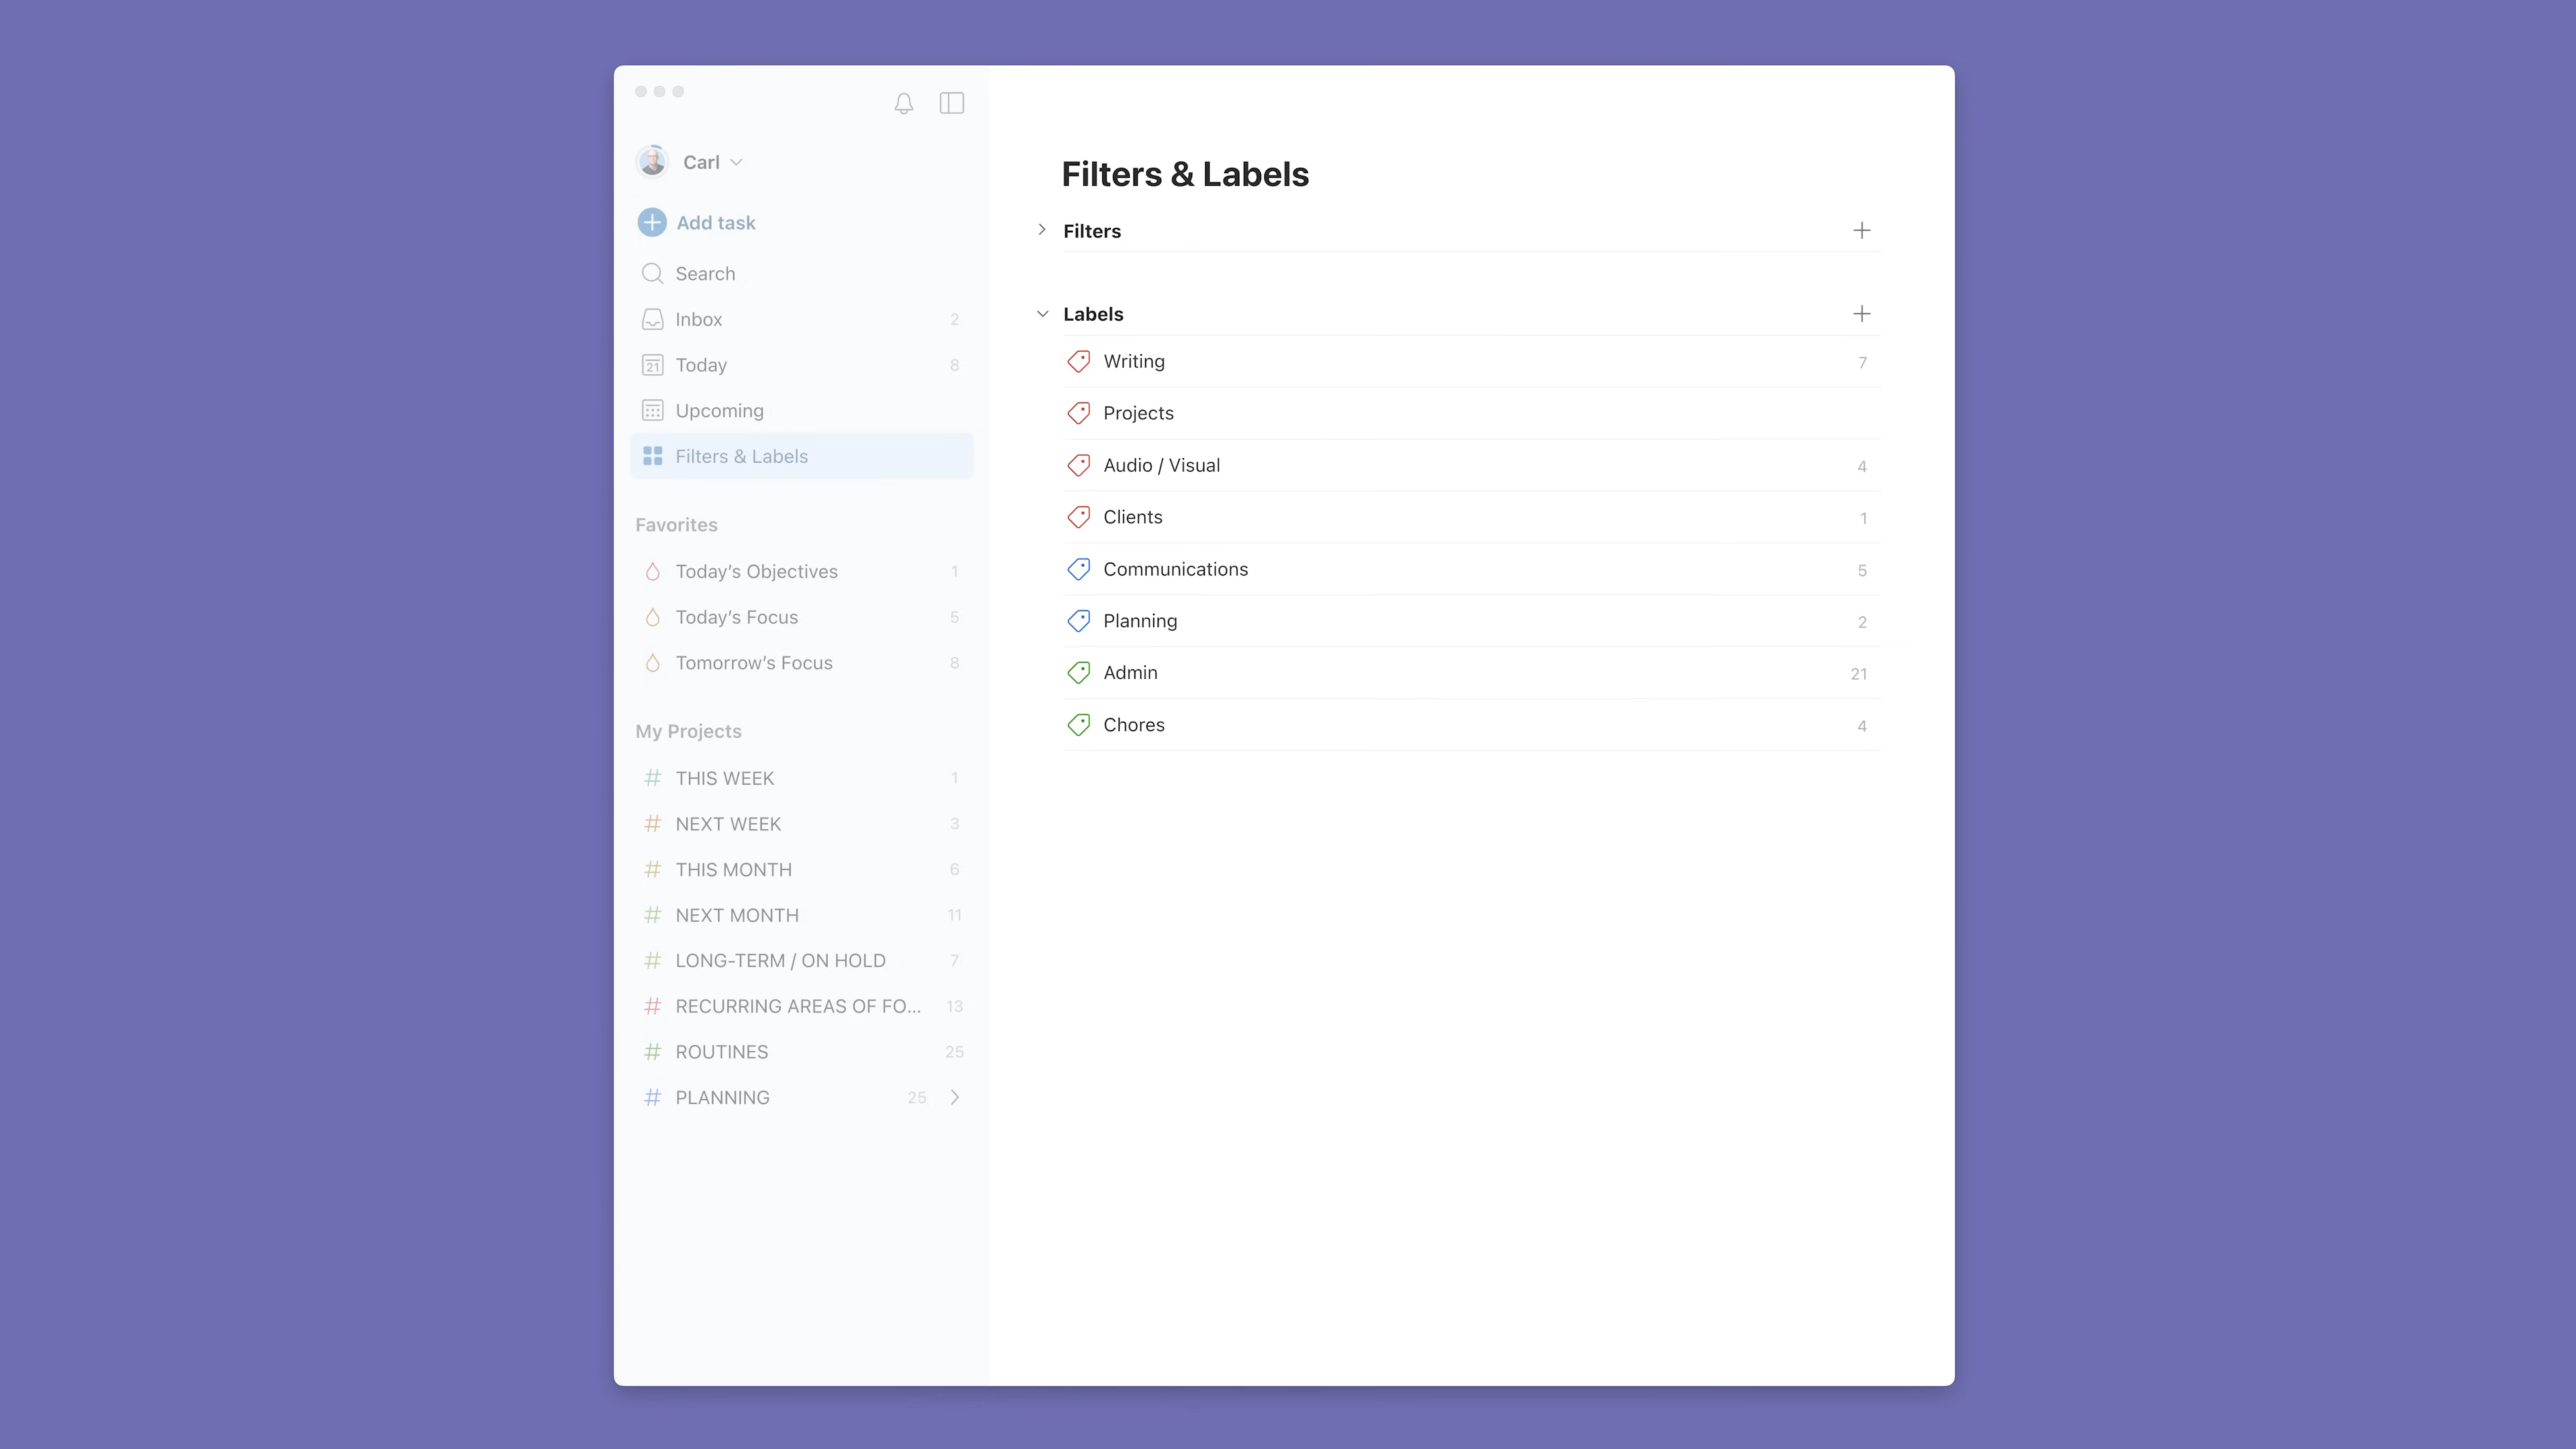 Carl
Add task
Search
Inbox 2
21 Today 8
Upcoming
Filters & Labels
Favorites
Today’s Objectives 1
Today’s Focus 5
Tomorrow’s Focus 8
My Projects
# THIS WEEK 1
# NEXT WEEK 3
# THIS MONTH 6
# NEXT MONTH 11
# LONG-TERM / ON HOLD 7
# RECURRING AREAS OF FO... 13
# ROUTINES 25
# PLANNING 25
Filters & Labels
Filters
Labels
Writing 7
Projects
Audio / Visual 4
Clients 1
Communications 5
Planning 2
Admin 21
Chores 4